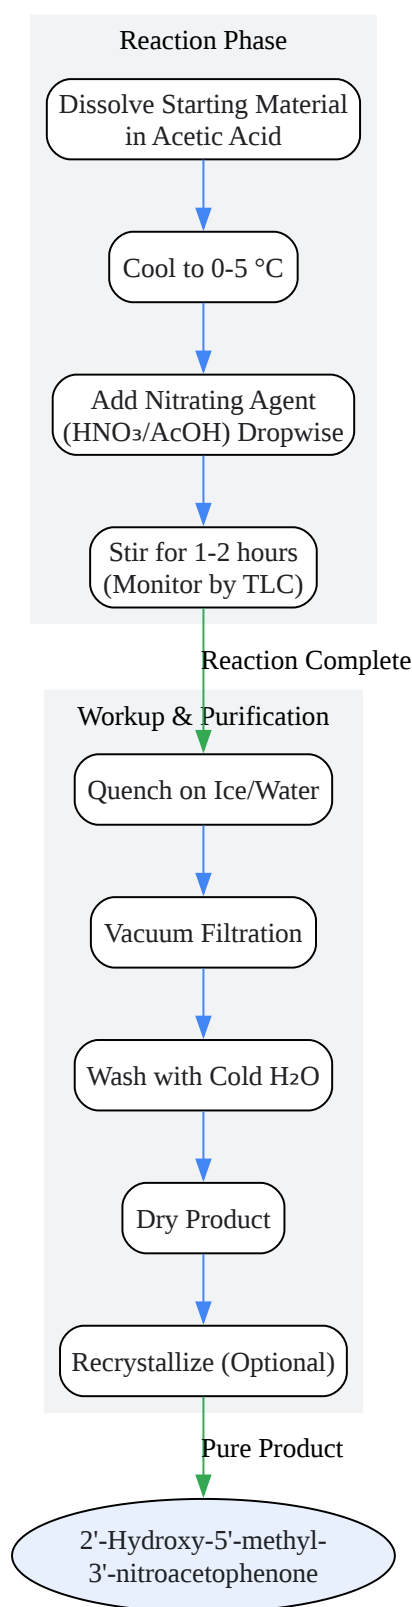 Reaction Phase
Dissolve Starting Material
in Acetic Acid
Cool to 0-5 °C
Add Nitrating Agent
(HNO₃/AcOH) Dropwise
Stir for 1-2 hours
(Monitor by TLC)
Reaction Complete
Workup & Purification
Quench on Ice/Water
Vacuum Filtration
Wash with Cold H₂O
Dry Product
Recrystallize (Optional)
Pure Product
2'-Hydroxy-5'-methyl-
3'-nitroacetophenone